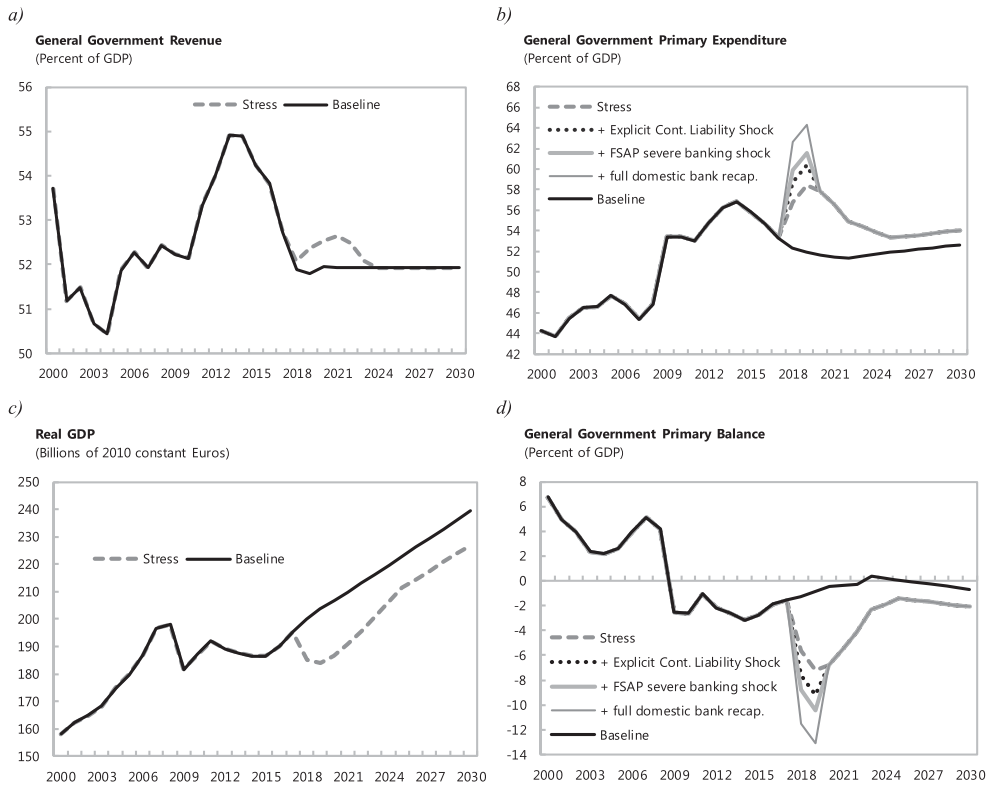 a)
General Government Revenue
(Percent of GDP)
56
55
54
53
52
51
50
Stress Baseline
2000 2003 2006 2009 2012 2015 2018 2021 2024 2027 2030
b)
General Government Primary Expenditure
(Percent of GDP)
68
66
64
62
60
58
56
54
52
50
48
46
44
42
Stress
+ Explicit Cont. Liability Shock
+ FSAP severe banking shock
+ full domestic bank recap.
Baseline
2000 2003 2006 2009 2012 2015 2018 2021 2024 2027 2030
c)
Real GDP
(Billions of 2010 constant Euros)
250
240
230
220
210
200
190
180
170
160
150
Stress Baseline
2000 2003 2006 2009 2012 2015 2018 2021 2024 2027 2030
d)
General Government Primary Balance
(Percent of GDP)
8
6
4
2
0
-2
-4
-6
-8
-10
-12
-14
Stress
+ Explicit Cont. Liability Shock
+ FSAP severe banking shock
+ full domestic bank recap.
Baseline
2000 2003 2006 2009 2012 2015 2018 2021 2024 2027 2030